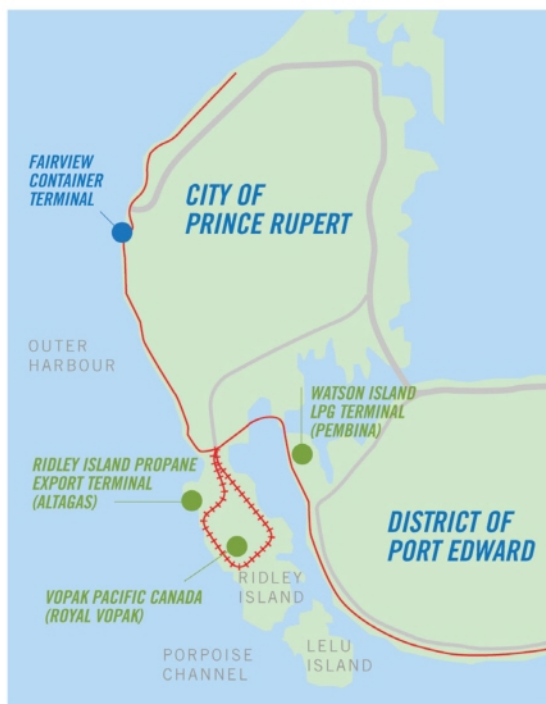 FAIRVIEW
CONTAINER
TERMINAL
CITY OF
PRINCE RUPERT
OUTER
HARBOUR
WATSON ISLAND
LPG TERMINAL
(PEMBINA)
RIDLEY ISLAND PROPANE
EXPORT TERMINAL
(ALTAGAS)
DISTRICT OF
PORT EDWARD
VOPAK PACIFIC CANADA
(ROYAL VOPAK)
RIDLEY
ISLAND
PORPOISE
CHANNEL
LELU
ISLAND